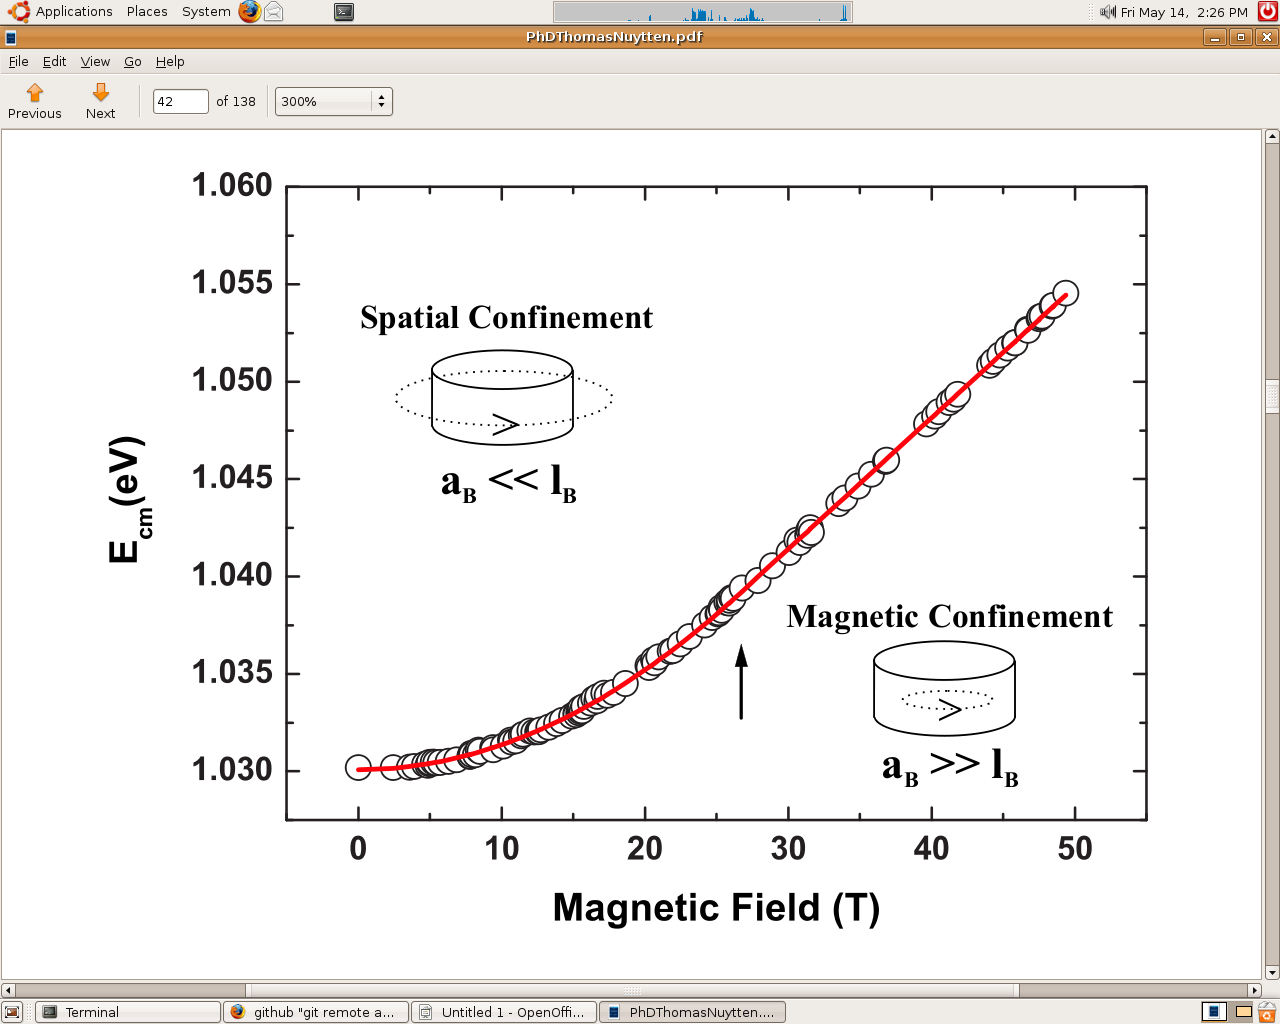 Applications Places System Fri May 14, 2:26 PM
PhDThomasNuytten.pdf
File Edit View Go Help
Previous Next 42 of 138 300%
1.060
1.055
1.050
1.045
1.040
1.035
1.030
E_cm(eV)
Spatial Confinement
>
a_B << l_B
Magnetic Confinement
>
a_B >> l_B
0 10 20 30 40 50
Magnetic Field (T)
Terminal github "git remote a... Untitled 1 - OpenOffi... PhDThomasNuytten....